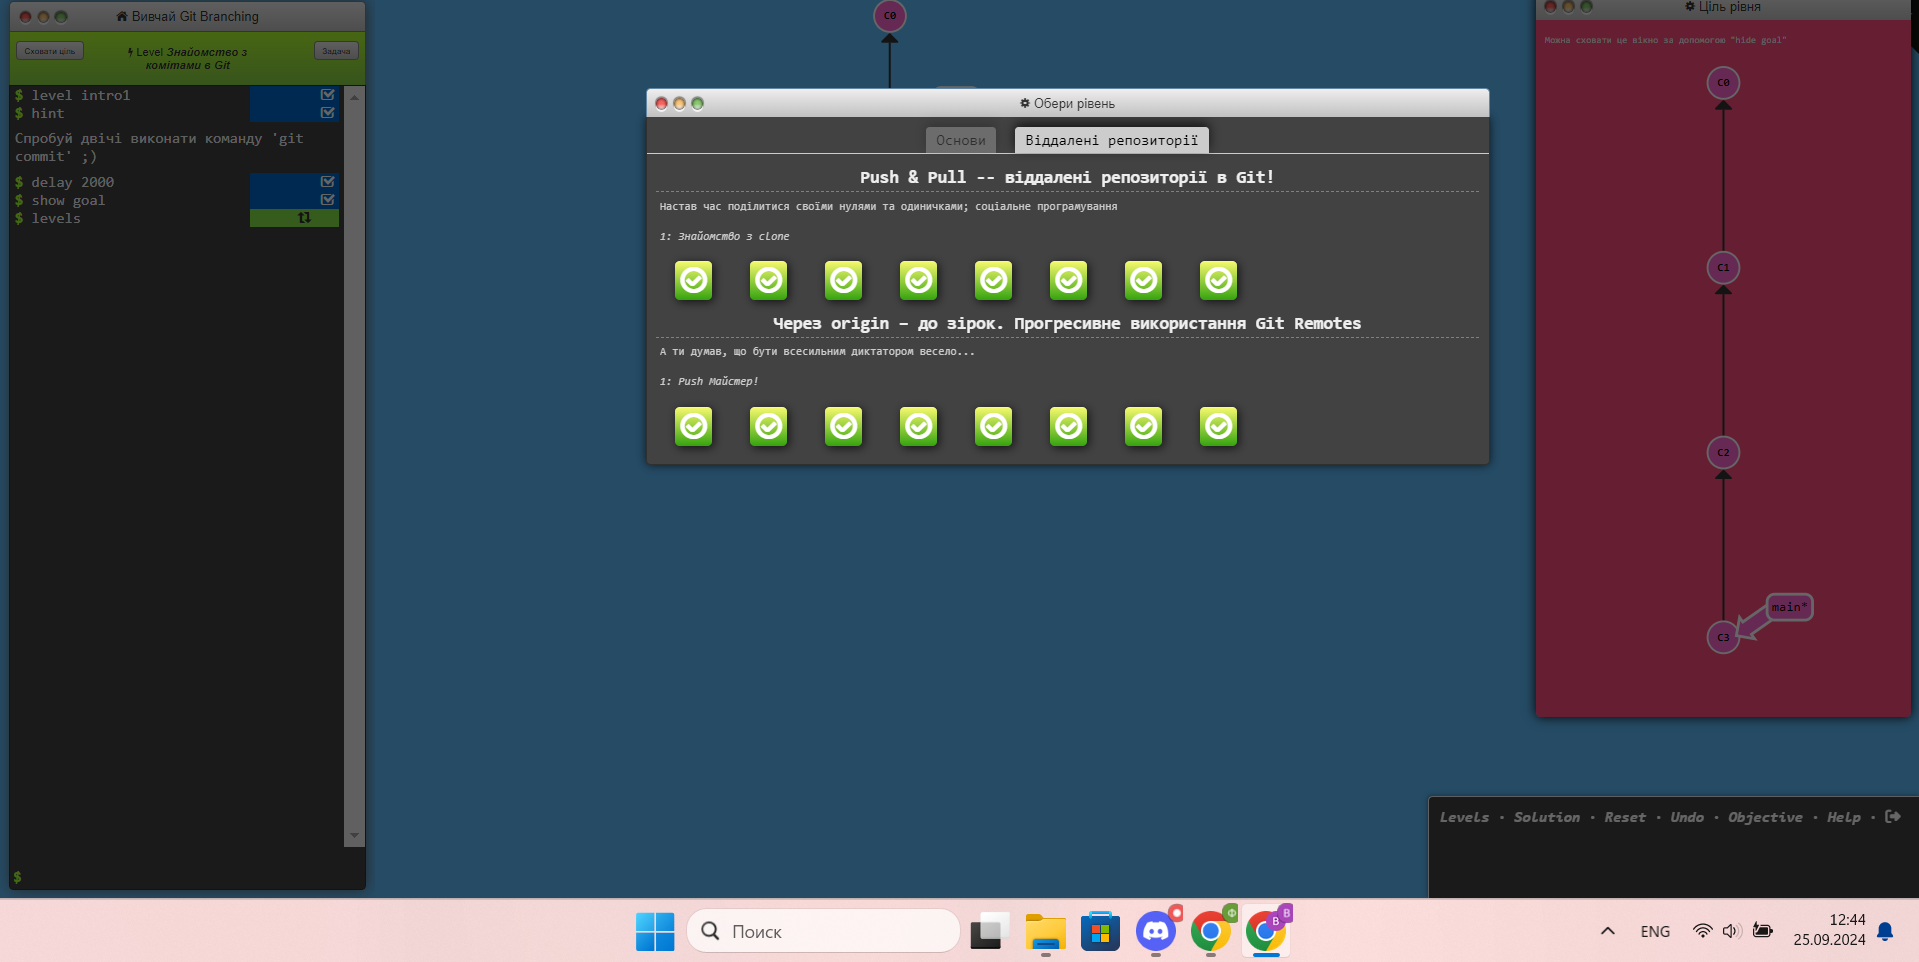 Вивчай Git Branching
Сховати ціль
Level Знайомство з
комітами в Git
Задача
$ level intro1
$ hint
Спробуй двічі виконати команду 'git
commit' ;)
$ delay 2000
$ show goal
$ levels
$
C0
Обери рівень
Основи
Віддалені репозиторії
Push & Pull -- віддалені репозиторії в Git!
Настав час поділитися своїми нулями та одиничками; соціальне програмування
1: Знайомство з clone
Через origin – до зірок. Прогресивне використання Git Remotes
А ти думав, що бути всесильним диктатором весело...
1: Push Майстер!
Ціль рівня
Можна сховати це вікно за допомогою "hide goal"
C0
C1
C2
main*
C3
Levels · Solution · Reset · Undo · Objective · Help ·
Поиск
Ф
B
B
ENG
12:44
25.09.2024